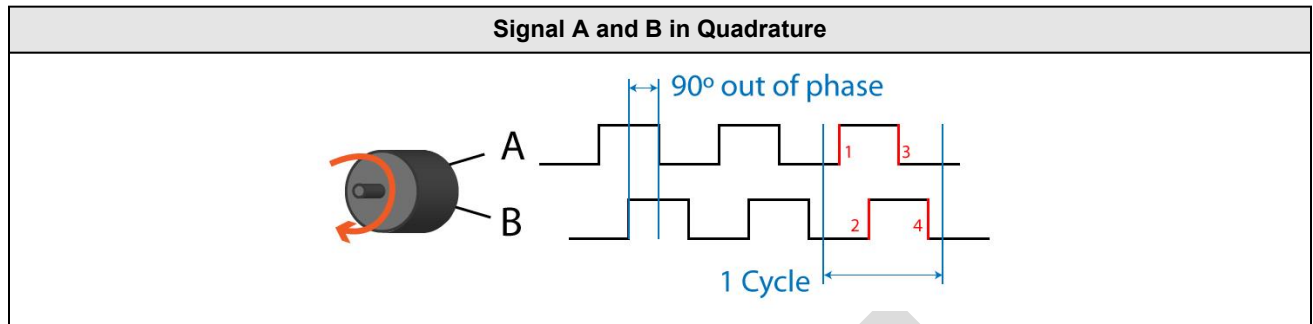 Signal A and B in Quadrature
90º out of phase
A
1
3
B
2
4
1 Cycle